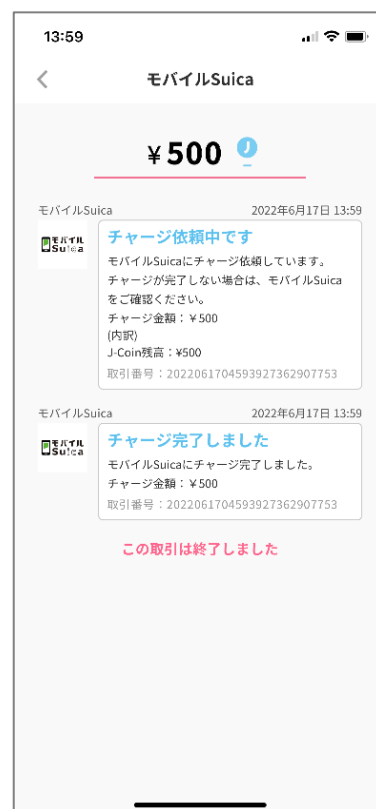 13:59
モバイルSuica
¥500 J
モバイルSuica 2022年6月17日 13:59
モバイル
Suica
チャージ依頼中です
モバイルSuicaにチャージ依頼しています。
チャージが完了しない場合は、モバイルSuica
をご確認ください。
チャージ金額：￥500
(内訳)
J-Coin残高：¥500
取引番号：2022061704593927362907753
モバイルSuica 2022年6月17日 13:59
モバイル
Suica
チャージ完了しました
モバイルSuicaにチャージ完了しました。
チャージ金額：￥500
取引番号：2022061704593927362907753
この取引は終了しました